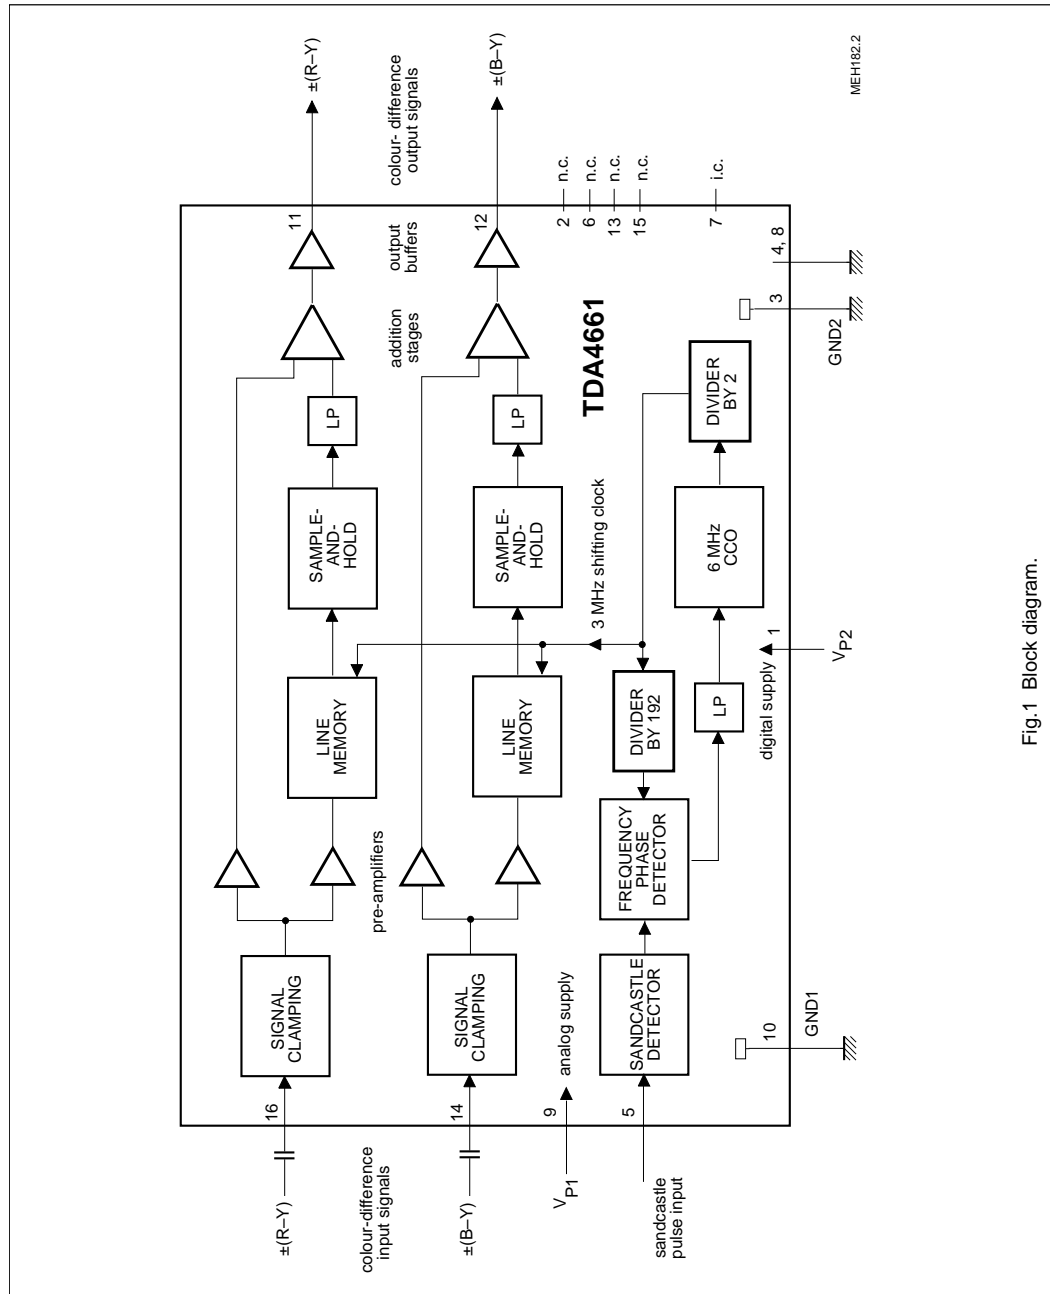 ±(R–Y)
colour-difference
input signals
±(B–Y)
VP1
sandcastle
pulse input
16
14
9
analog supply
5
10
GND1
SIGNAL
CLAMPING
SIGNAL
CLAMPING
SANDCASTLE
DETECTOR
pre-amplifiers
FREQUENCY
PHASE
DETECTOR
LINE
MEMORY
LINE
MEMORY
DIVIDER
BY 192
LP
digital supply
1
VP2
3 MHz shifting clock
SAMPLE-
AND-
HOLD
SAMPLE-
AND-
HOLD
6 MHz
CCO
LP
LP
DIVIDER
BY 2
TDA4661
addition
stages
output
buffers
3
GND2
4, 8
11
12
2
n.c.
6
n.c.
13
n.c.
15
n.c.
7
i.c.
±(R–Y)
colour- difference
output signals
±(B–Y)
MEH182.2
Fig.1 Block diagram.